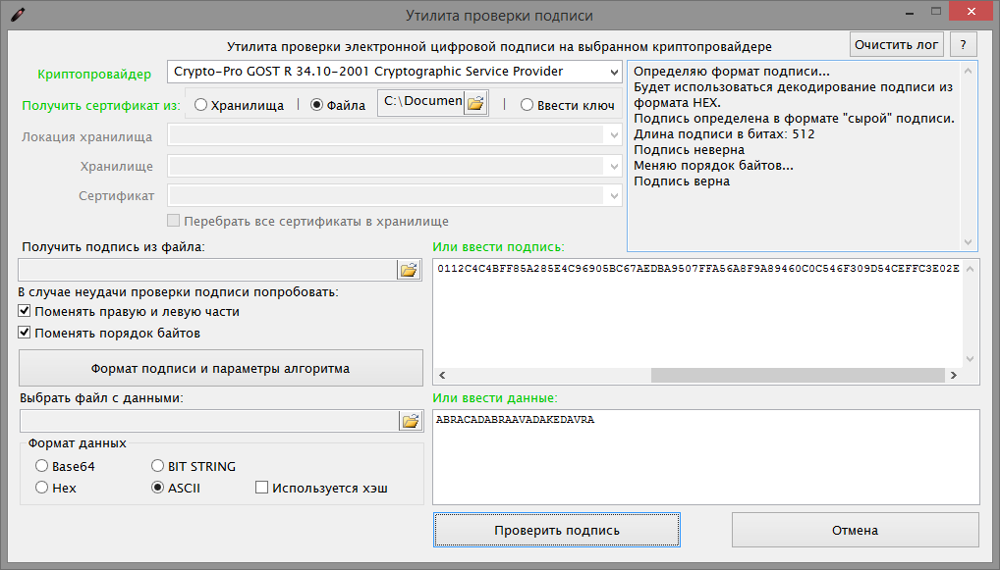 Утилита проверки подписи
Утилита проверки электронной цифровой подписи на выбранном криптопровайдере
Очистить лог
?
Криптопровайдер
Crypto-Pro GOST R 34.10-2001 Cryptographic Service Provider
Получить сертификат из:
Хранилища
Файла
C:\Documen
Ввести ключ
Локация хранилища
Хранилище
Сертификат
Перебрать все сертификаты в хранилище
Определяю формат подписи...
Будет использоваться декодирование подписи из
формата HEX.
Подпись определена в формате "сырой" подписи.
Длина подписи в битах: 512
Подпись неверна
Меняю порядок байтов...
Подпись верна
Получить подпись из файла:
В случае неудачи проверки подписи попробовать:
Поменять правую и левую части
Поменять порядок байтов
Формат подписи и параметры алгоритма
Или ввести подпись:
0112C4C4BFF85A285E4C96905BC67AEDBA9507FFA56A8F9A89460C0C546F309D54CEFFC3E02E
Выбрать файл с данными:
Формат данных
Base64
BIT STRING
Hex
ASCII
Используется хэш
Или ввести данные:
ABRACADABRAAVADAKEDAVRA
Проверить подпись
Отмена